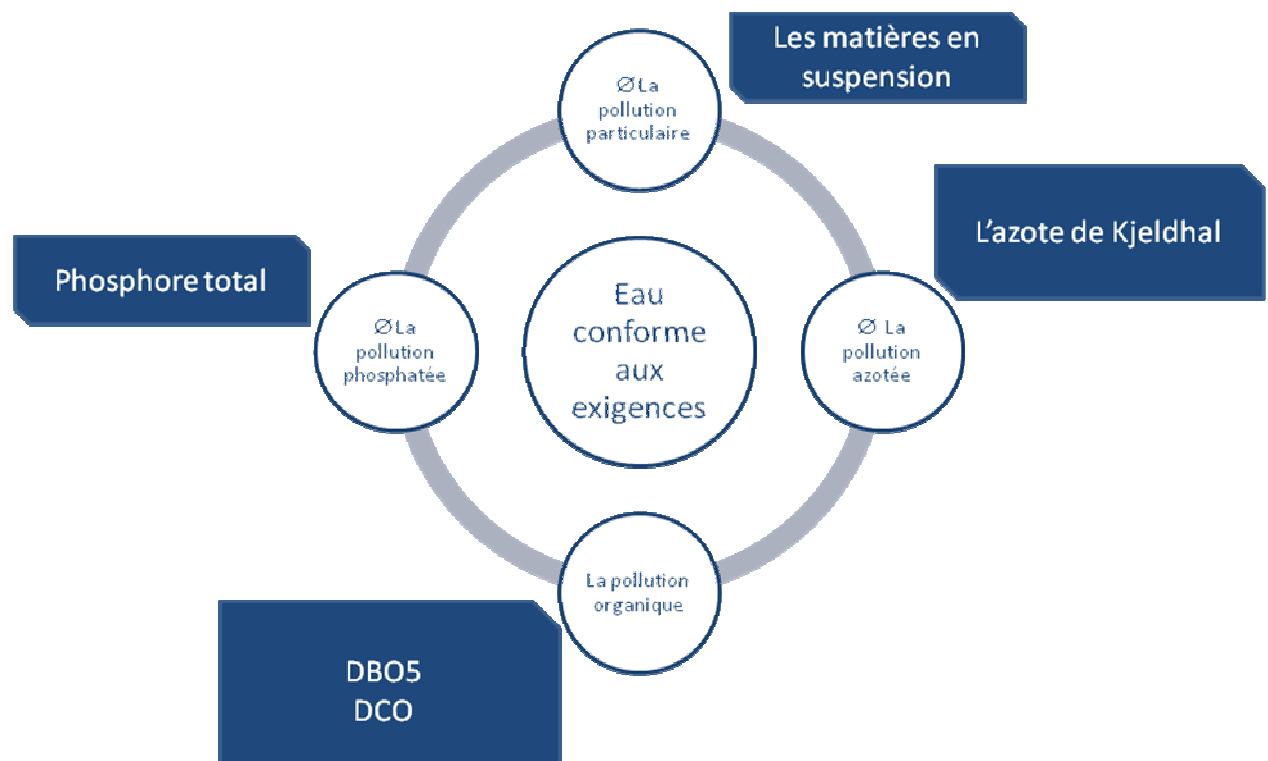 Les matières en
suspension
∅ La
pollution
particulaire
L'azote de Kjeldhal
Phosphore total
∅ La
pollution
phosphatée
Eau
conforme
aux
exigences
∅ La
pollution
azotée
La pollution
organique
DBO5
DCO